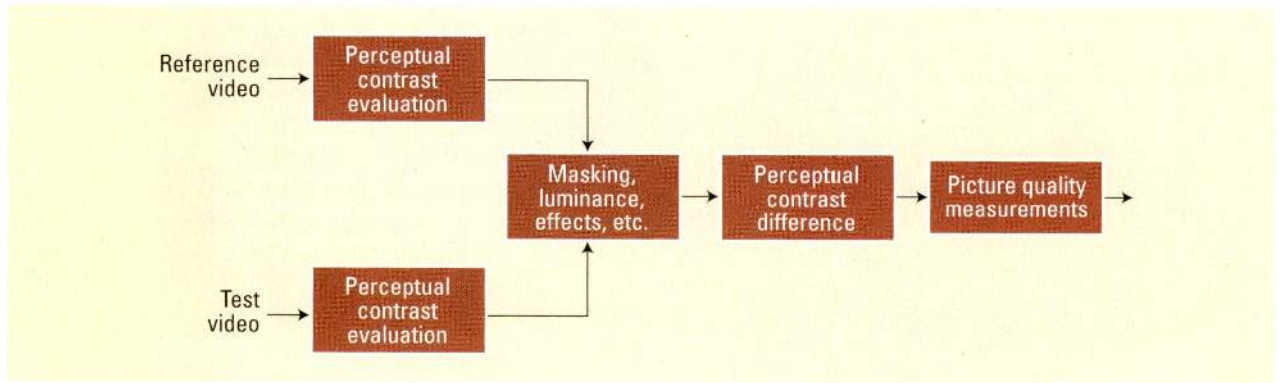 Reference
video
Perceptual
contrast
evaluation
Masking,
luminance,
effects, etc.
Perceptual
contrast
difference
Picture quality
measurements
Test
video
Perceptual
contrast
evaluation